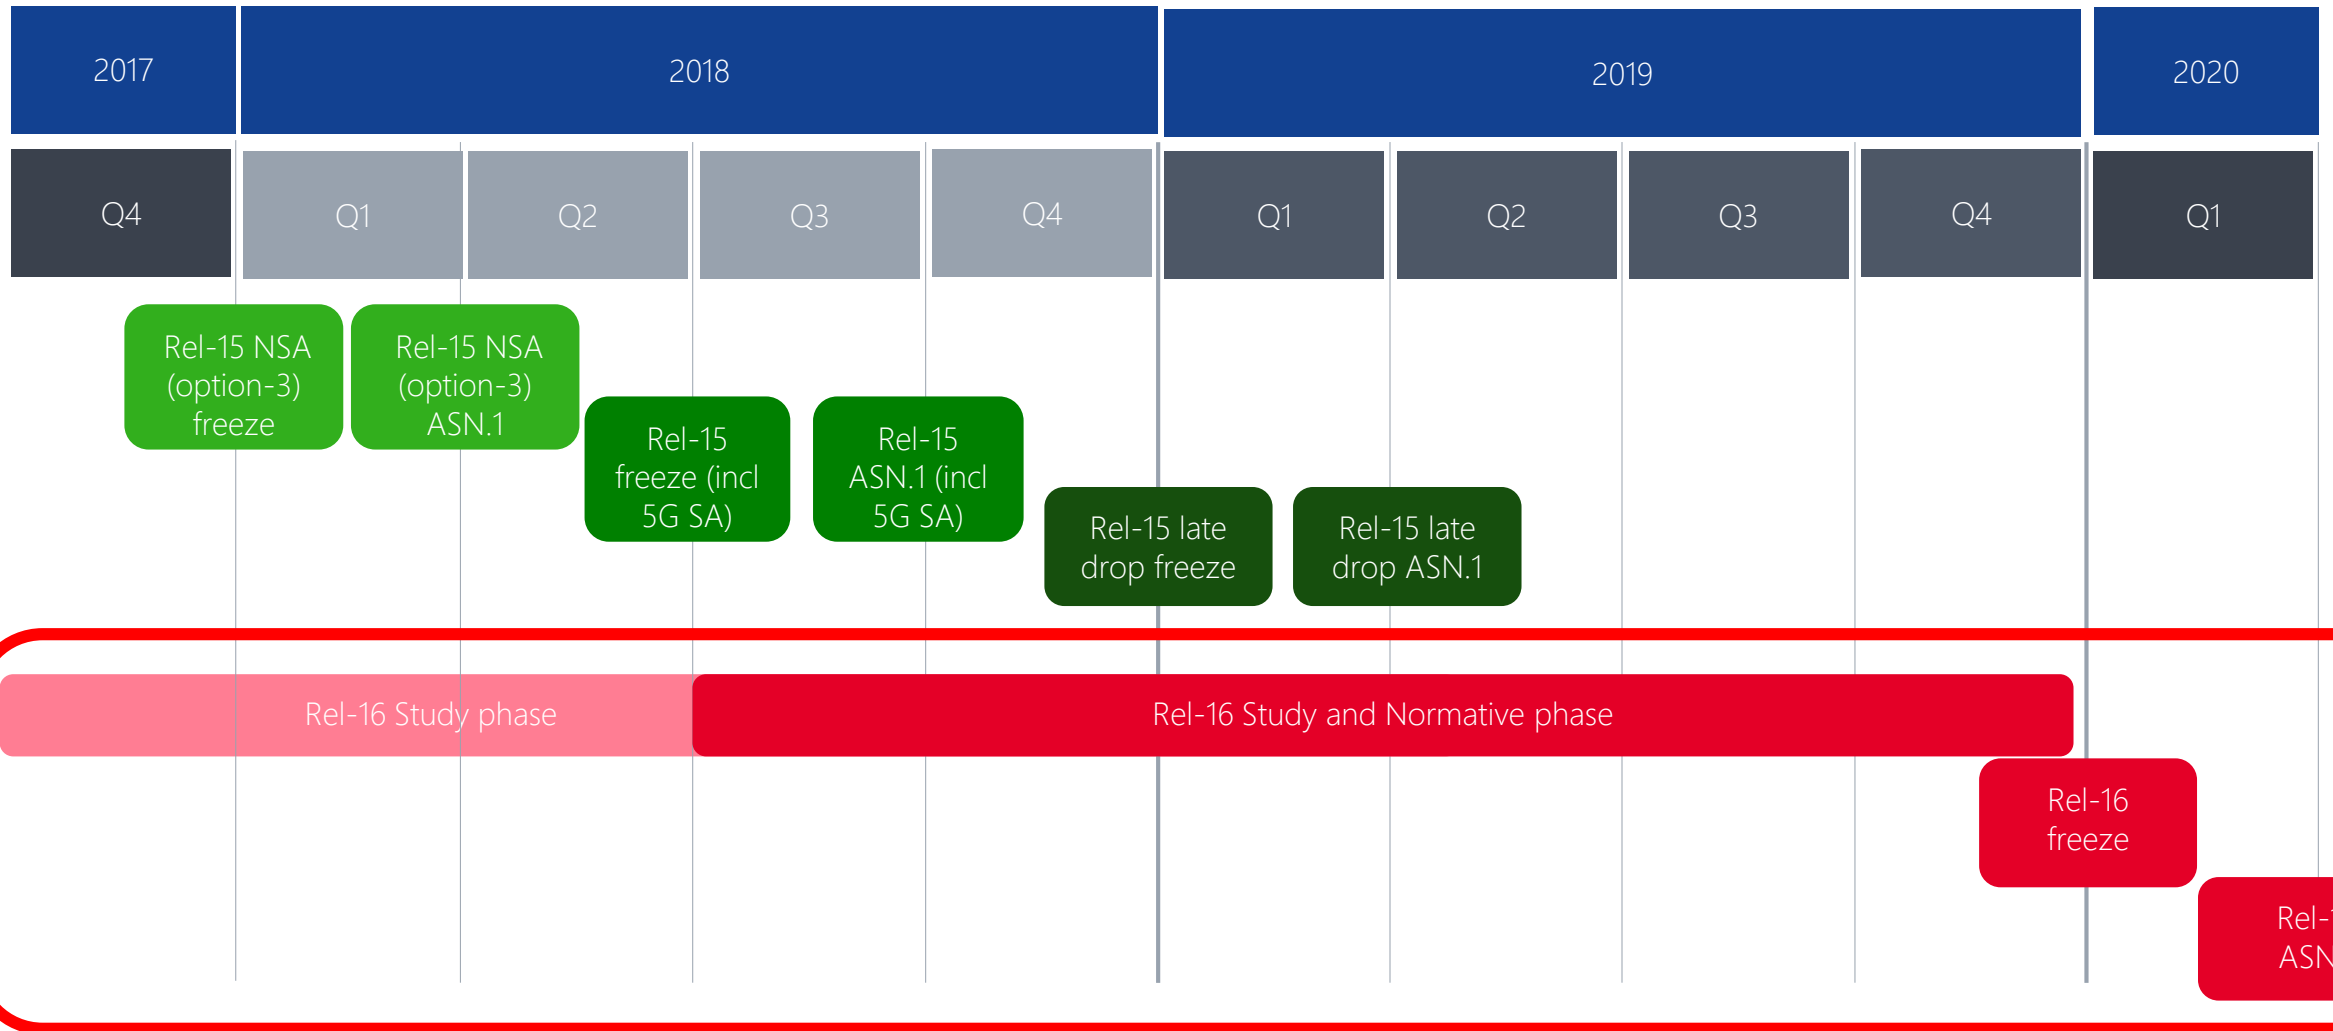 2017
2018
2019
2020
Q4
Q1
Q2
Q3
Q4
Q1
Q2
Q3
Q4
Q1
Rel-15 NSA
(option-3)
freeze
Rel-15 NSA
(option-3)
ASN.1
Rel-15
freeze (incl
5G SA)
Rel-15
ASN.1 (incl
5G SA)
Rel-15 late
drop freeze
Rel-15 late
drop ASN.1
Rel-16 Study phase
Rel-16 Study and Normative phase
Rel-16
freeze